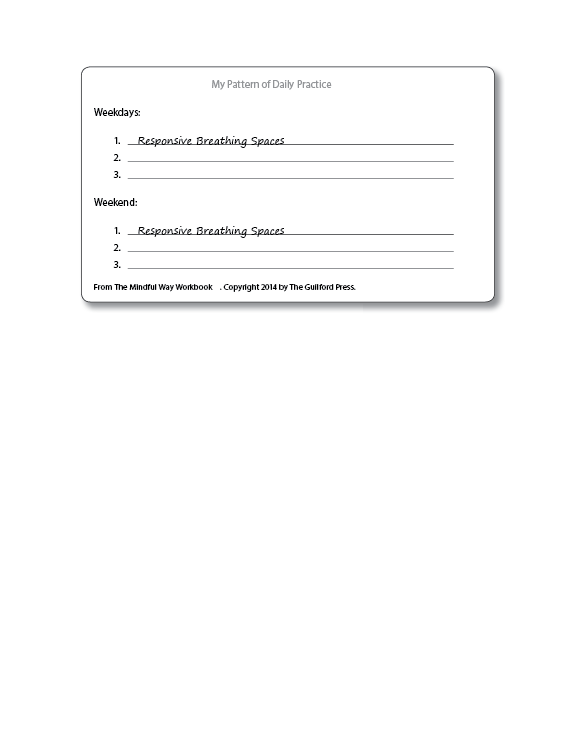 My Pattern of Daily Practice
Weekdays:
1. Responsive Breathing Spaces
2.
3.
Weekend:
1. Responsive Breathing Spaces
2.
3.
From The Mindful Way Workbook . Copyright 2014 by The Guilford Press.